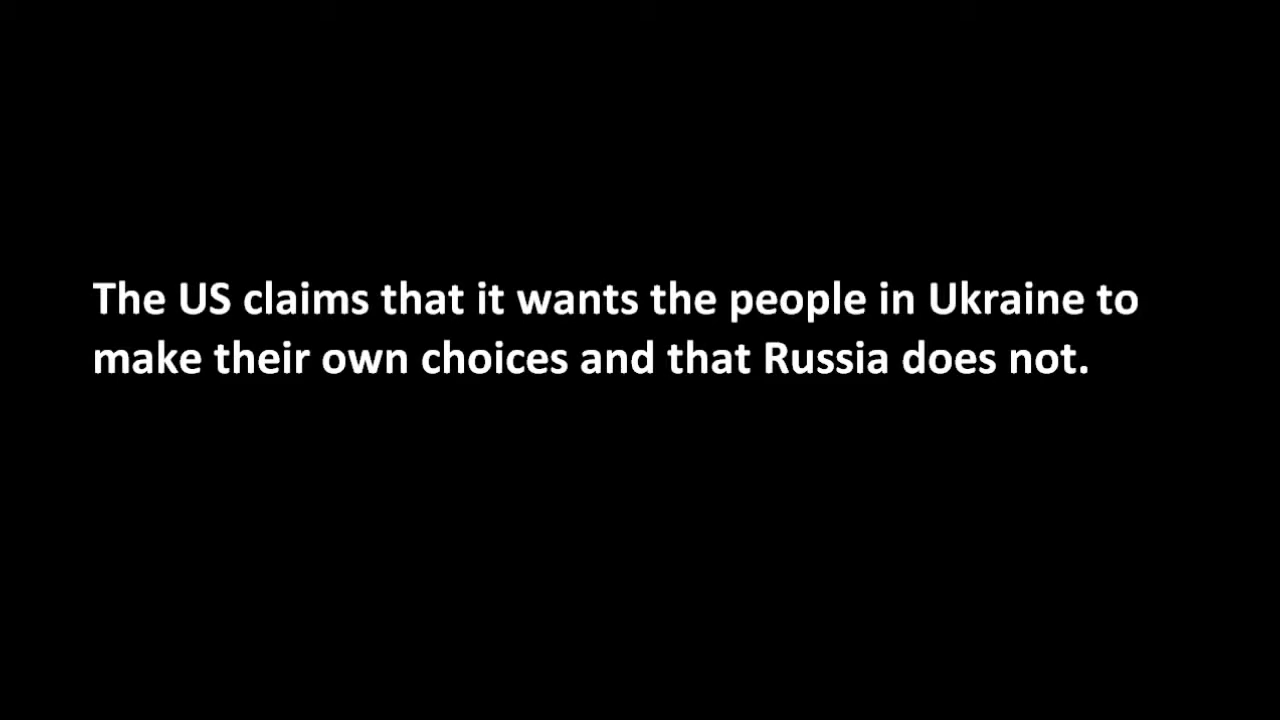 The US claims that it wants the people in Ukraine to
make their own choices and that Russia does not.